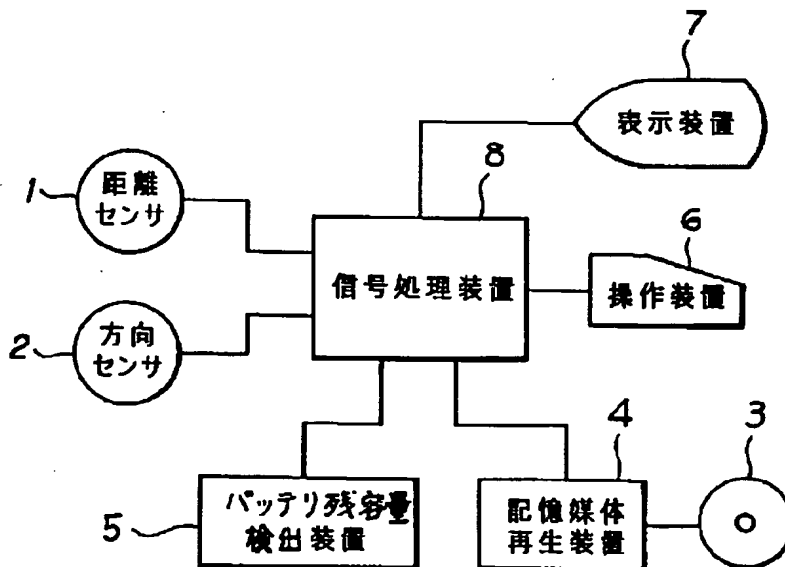 7
表示装置
8
1
距離
センサ
6
信号処理装置
操作装置
2
方向
センサ
4
3
5
バッテリ残容量
検出装置
記憶媒体
再生装置